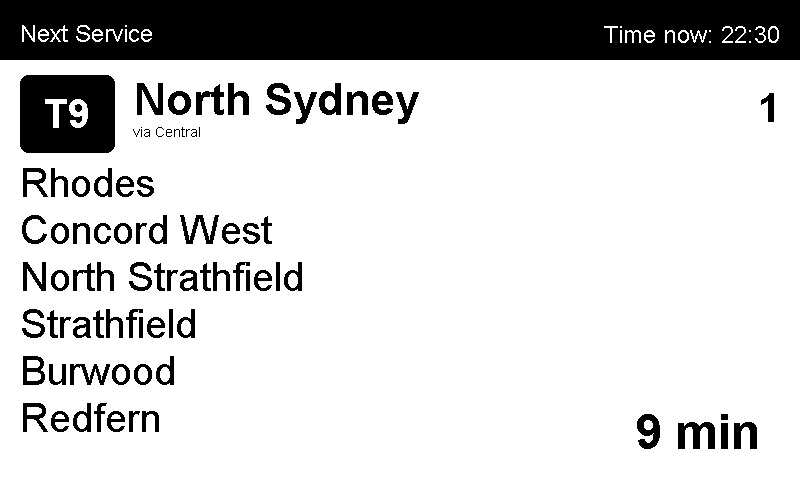 Next Service
Time now: 22:30
T9
North Sydney
1
via Central
Rhodes
Concord West
North Strathfield
Strathfield
Burwood
Redfern
9 min